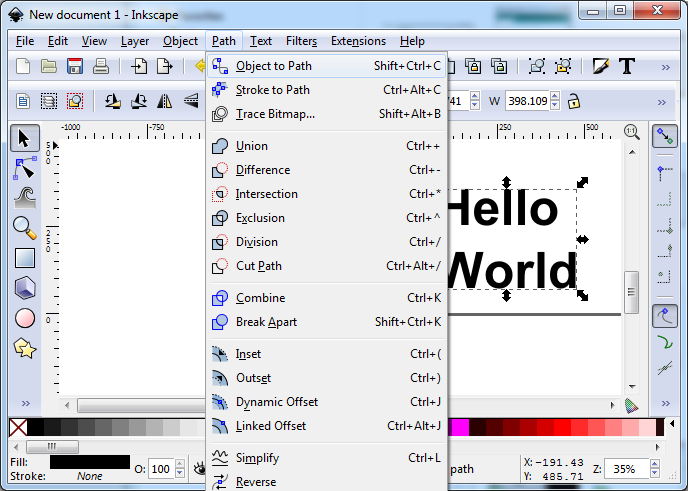 New document 1 - Inkscape
File Edit View Layer Object Path Text Filters Extensions Help
Object to Path Shift+Ctrl+C
Stroke to Path Ctrl+Alt+C
Trace Bitmap... Shift+Alt+B
Union Ctrl++
Difference Ctrl+-
Intersection Ctrl+*
Exclusion Ctrl+^
Division Ctrl+/
Cut Path Ctrl+Alt+/
Combine Ctrl+K
Break Apart Shift+Ctrl+K
Inset Ctrl+(
Outset Ctrl+)
Dynamic Offset Ctrl+J
Linked Offset Ctrl+Alt+J
Simplify Ctrl+L
Reverse
741 W 398.109
-1000 -750 250 500
500
250
0
Hello
World
Fill:
Stroke: None
O: 100
path
X: -191.43
Y: 485.71
Z: 35%